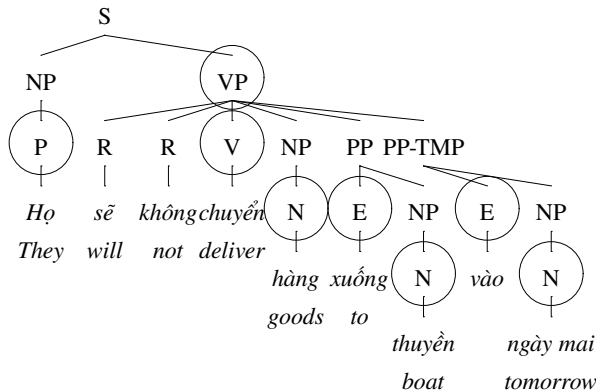 S
NP VP
P R R V NP PP PP-TMP
Họ sẽ không chuyển N E NP E NP
They will not deliver
hàng xuống N vào N
goods to
thuyền ngày mai
boat tomorrow